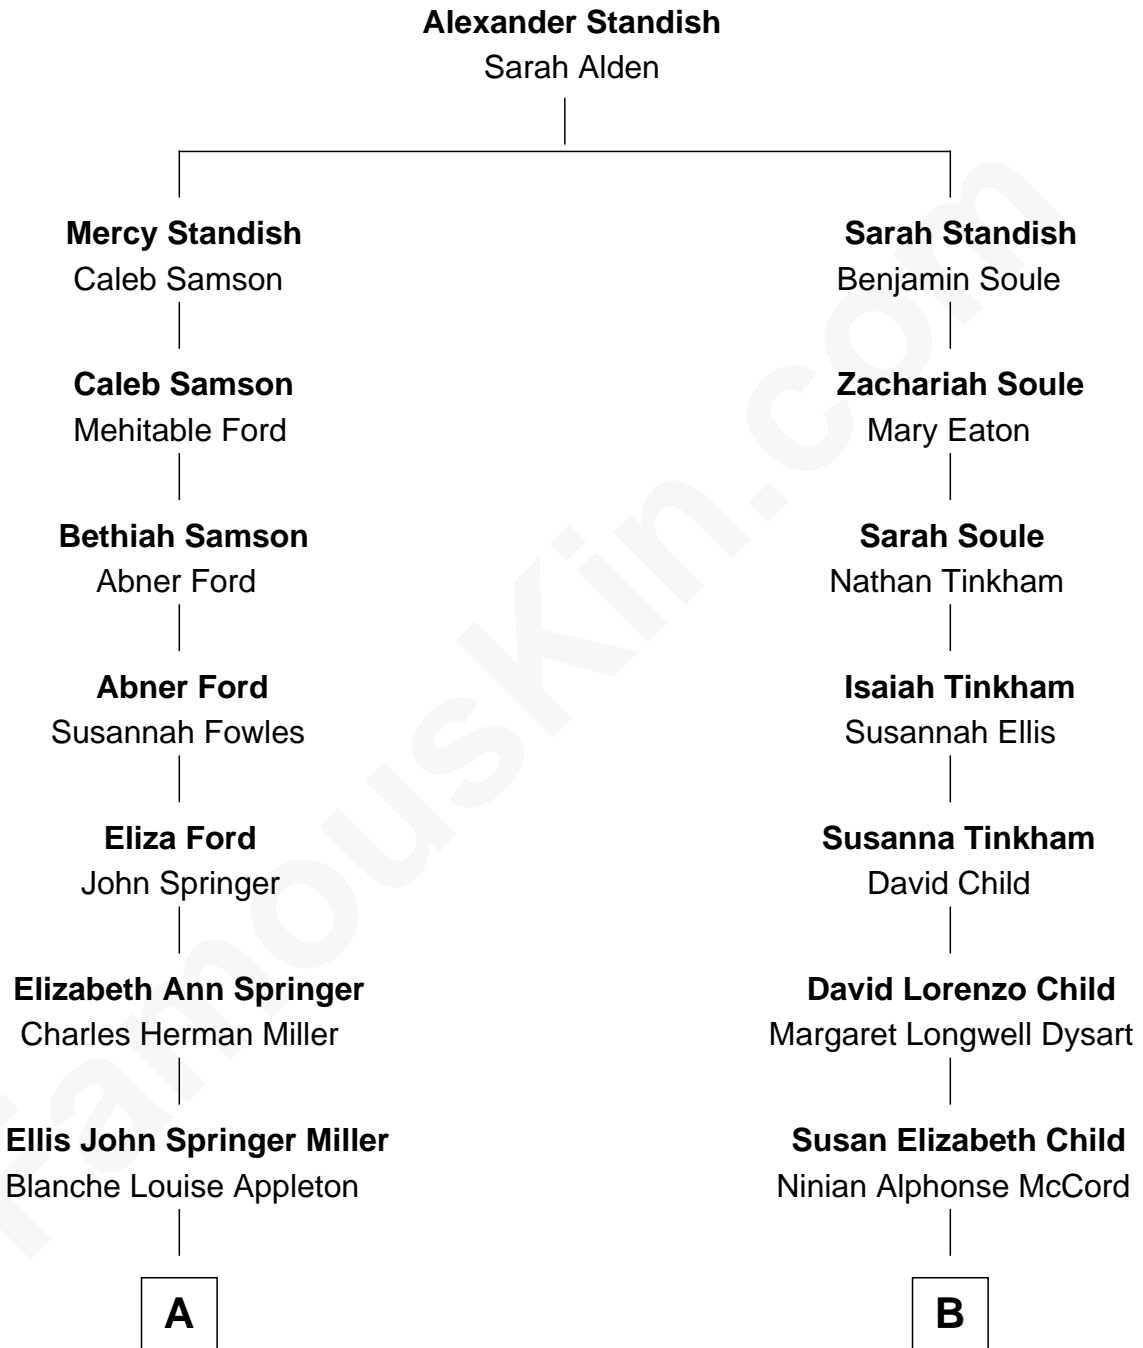 Alexander Standish
Sarah Alden
Mercy Standish
Caleb Samson
Sarah Standish
Benjamin Soule
Caleb Samson
Mehitable Ford
Zachariah Soule
Mary Eaton
Bethiah Samson
Abner Ford
Sarah Soule
Nathan Tinkham
Abner Ford
Susannah Fowles
Isaiah Tinkham
Susannah Ellis
Eliza Ford
John Springer
Susanna Tinkham
David Child
Elizabeth Ann Springer
Charles Herman Miller
David Lorenzo Child
Margaret Longwell Dysart
Ellis John Springer Miller
Blanche Louise Appleton
Susan Elizabeth Child
Ninian Alphonse McCord
A
B
FamousKin.com